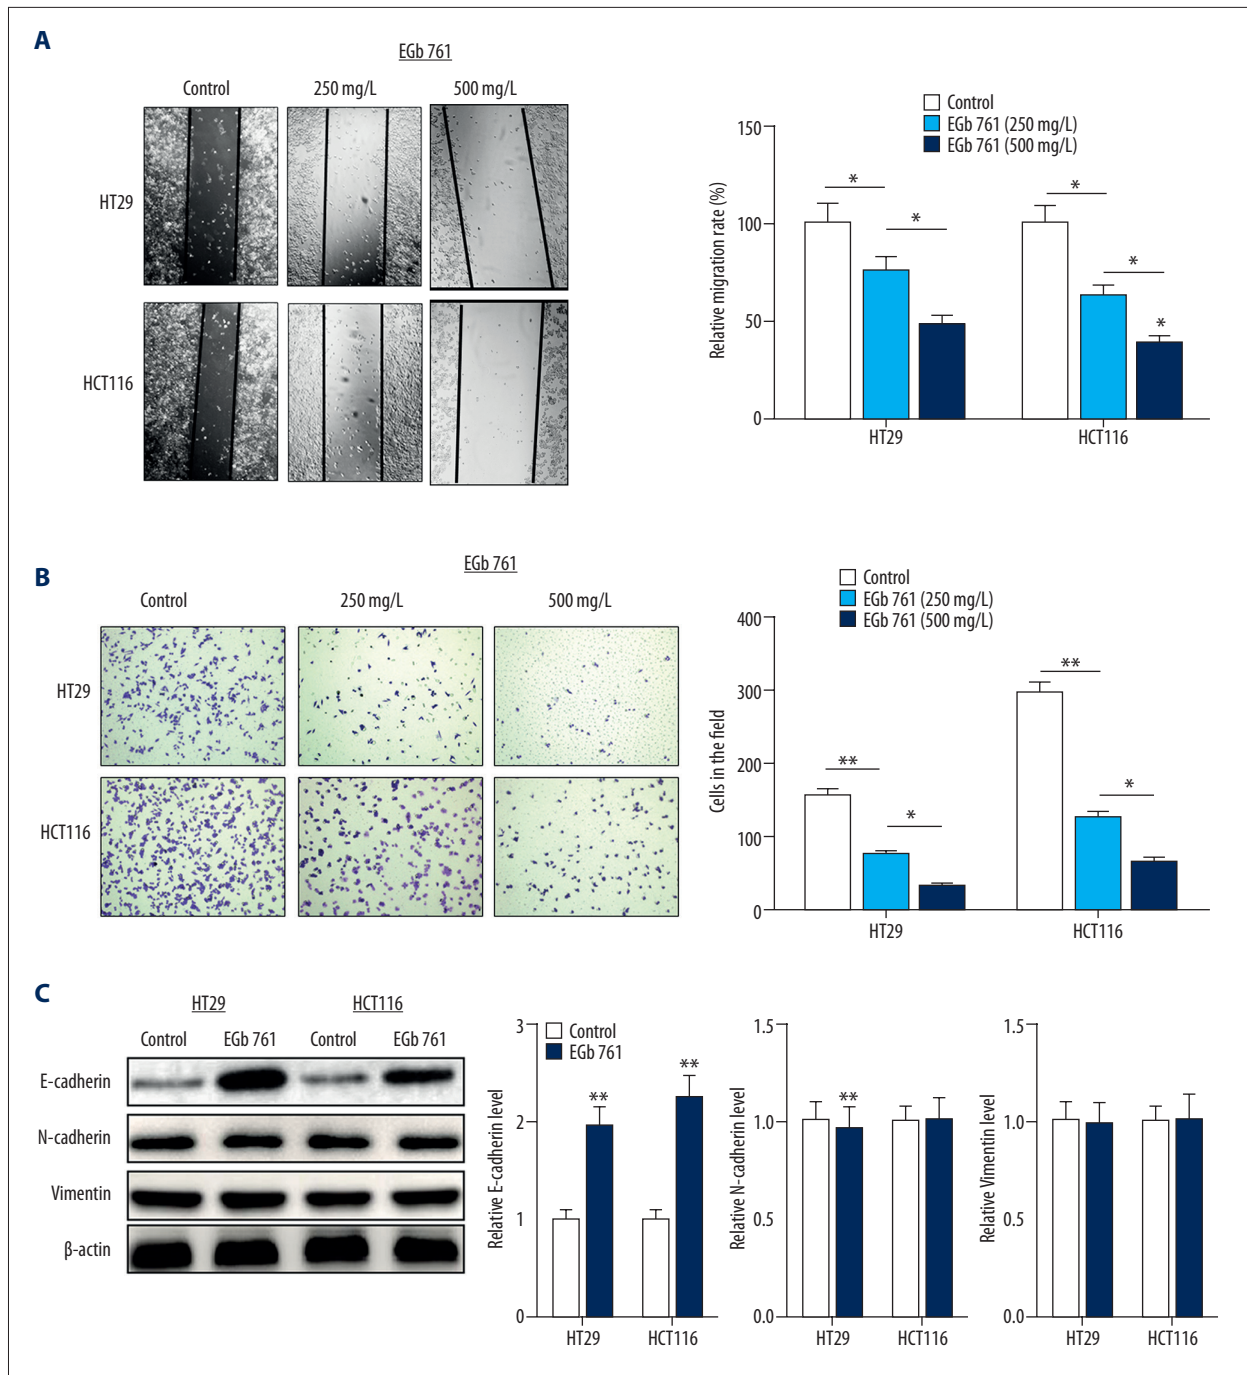 A
EGb 761
Control 250 mg/L 500 mg/L
HT29
HCT116
Control
EGb 761 (250 mg/L)
EGb 761 (500 mg/L)
Relative migration rate (%)
150
100
50
0
* * * * *
HT29 HCT116
B
EGb 761
Control 250 mg/L 500 mg/L
HT29
HCT116
Control
EGb 761 (250 mg/L)
EGb 761 (500 mg/L)
Cells in the field
400
300
200
100
0
** * ** *
HT29 HCT116
C
HT29 HCT116
Control EGb 761 Control EGb 761
E-cadherin
N-cadherin
Vimentin
β-actin
Control
EGb 761
Relative E-cadherin level
3
2
1
0
** **
HT29 HCT116
Relative N-cadherin level
1.5
1.0
0.5
0.0
**
HT29 HCT116
Relative Vimentin level
1.5
1.0
0.5
0.0
HT29 HCT116